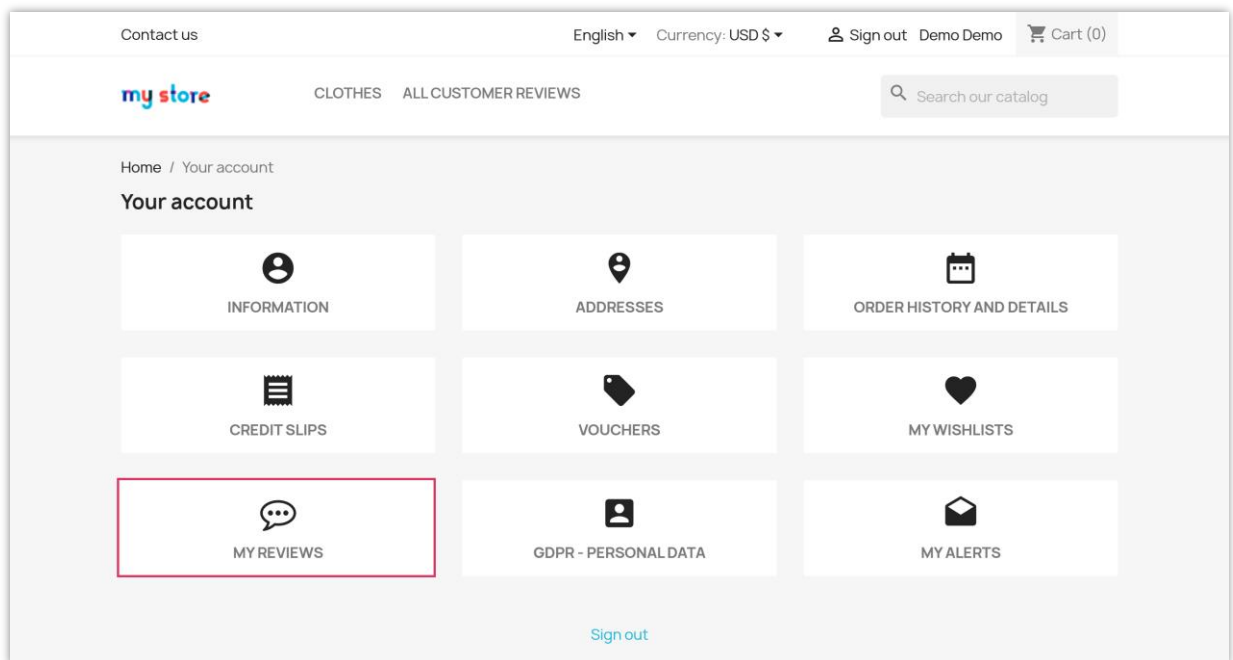 Contact us English Currency: USD $ Sign out Demo Demo Cart (0)
my store CLOTHES ALL CUSTOMER REVIEWS Search our catalog
Home / Your account
Your account
INFORMATION ADDRESSES ORDER HISTORY AND DETAILS
CREDIT SLIPS VOUCHERS MY WISHLISTS
MY REVIEWS GDPR - PERSONAL DATA MY ALERTS
Sign out